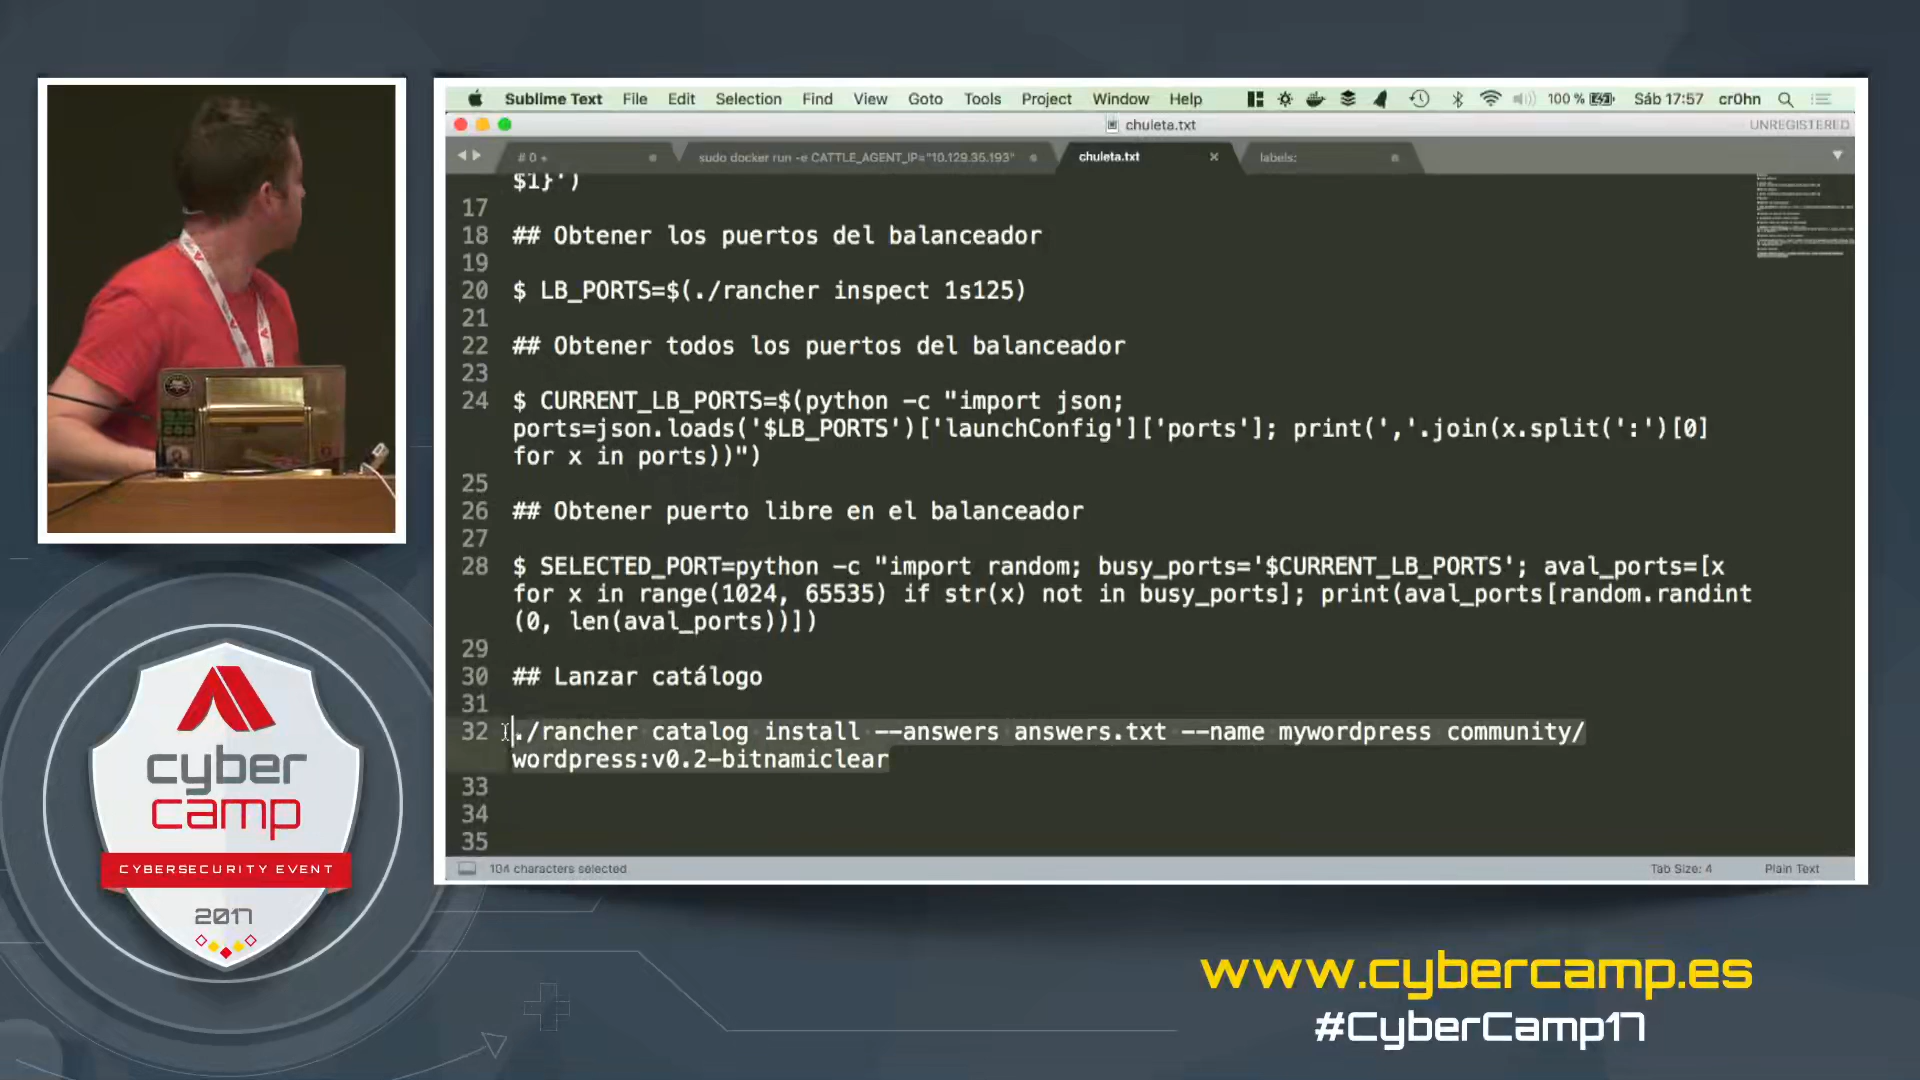 Sublime Text File Edit Selection Find View Goto Tools Project Window Help 100 % Sáb 17:57 cr0hn
chuleta.txt
UNREGISTERED
# 0 +
sudo docker run -e CATTLE_AGENT_IP="10.129.35.193"
chuleta.txt
labels:
$1}')
17
18 ## Obtener los puertos del balanceador
19
20 $ LB_PORTS=$(./rancher inspect 1s125)
21
22 ## Obtener todos los puertos del balanceador
23
24 $ CURRENT_LB_PORTS=$(python -c "import json;
ports=json.loads('$LB_PORTS')['launchConfig']['ports']; print(','.join(x.split(':')[0]
for x in ports))")
25
26 ## Obtener puerto libre en el balanceador
27
28 $ SELECTED_PORT=python -c "import random; busy_ports='$CURRENT_LB_PORTS'; aval_ports=[x
for x in range(1024, 65535) if str(x) not in busy_ports]; print(aval_ports[random.randint
(0, len(aval_ports))])
29
30 ## Lanzar catálogo
31
32 ./rancher catalog install --answers answers.txt --name mywordpress community/
wordpress:v0.2-bitnamiclear
33
34
35
104 characters selected
Tab Size: 4
Plain Text
cyber
camp
CYBERSECURITY EVENT
2017
www.cybercamp.es
#CyberCamp17